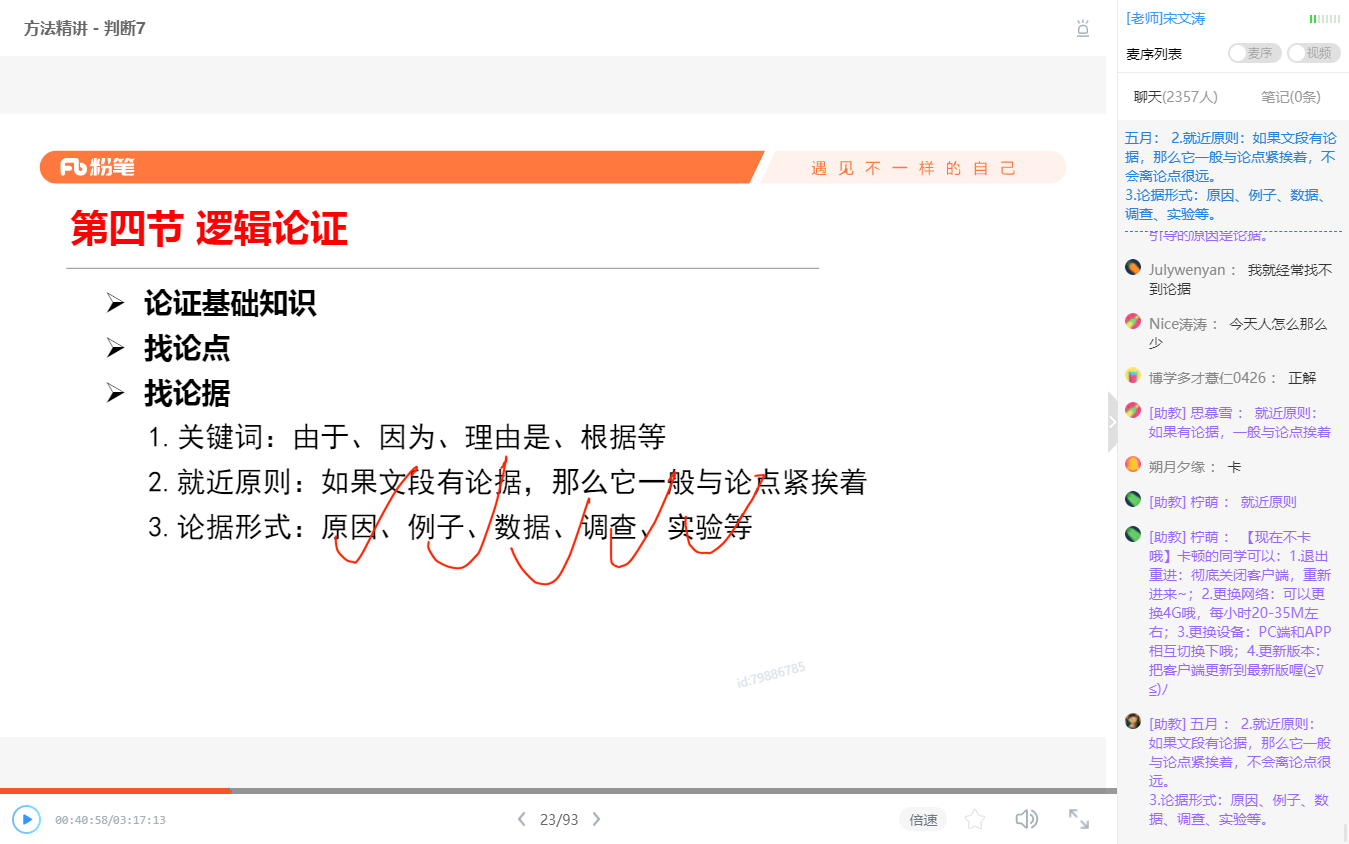 方法精讲 - 判断7
粉笔
遇见不一样的自己
第四节 逻辑论证
论证基础知识
找论点
找论据
1.关键词：由于、因为、理由是、根据等
2.就近原则：如果文段有论据，那么它一般与论点紧挨着
3.论据形式：原因、例子、数据、调查、实验等
id:79886785
00:40:58/03:17:13
23/93
倍速
[老师]宋文涛
麦序列表
麦序
视频
聊天(2357人)
笔记(0条)
五月： 2.就近原则：如果文段有论
据，那么它一般与论点紧挨着，不
会离论点很远。
3.论据形式：原因、例子、数据、
调查、实验等。
引导的原因是论据。
Julywenyan： 我就经常找不
到论据
Nice涛涛： 今天人怎么那么
少
博学多才薏仁0426： 正解
[助教] 思慕雪： 就近原则：
如果有论据，一般与论点挨着
朔月夕缘： 卡
[助教] 柠萌： 就近原则
[助教] 柠萌： 【现在不卡
哦】卡顿的同学可以：1.退出
重进：彻底关闭客户端，重新
进来~；2.更换网络：可以更
换4G哦，每小时20-35M左
右；3.更换设备：PC端和APP
相互切换下哦；4.更新版本：
把客户端更新到最新版喔(≧∇
≦)/
[助教] 五月： 2.就近原则：
如果文段有论据，那么它一般
与论点紧挨着，不会离论点很
远。
3.论据形式：原因、例子、数
据、调查、实验等。